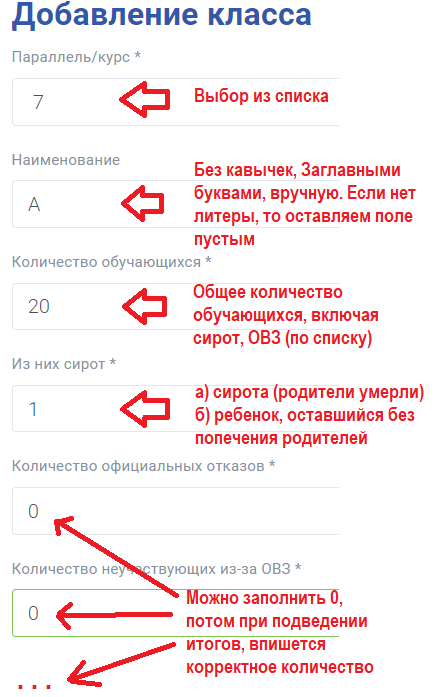 Добавление класса
Параллель/курс *
7
Выбор из списка
Наименование
А
Без кавычек, Заглавными
буквами, вручную. Если нет
литеры, то оставляем поле
пустым
Количество обучающихся *
20
Общее количество
обучающихся, включая
сирот, ОВЗ (по списку)
Из них сирот *
1
а) сирота (родители умерли)
б) ребенок, оставшийся без
попечения родителей
Количество официальных отказов *
0
Количество неучаствующих из-за ОВЗ *
0
Можно заполнить 0,
потом при подведении
итогов, впишется
корректное количество
...